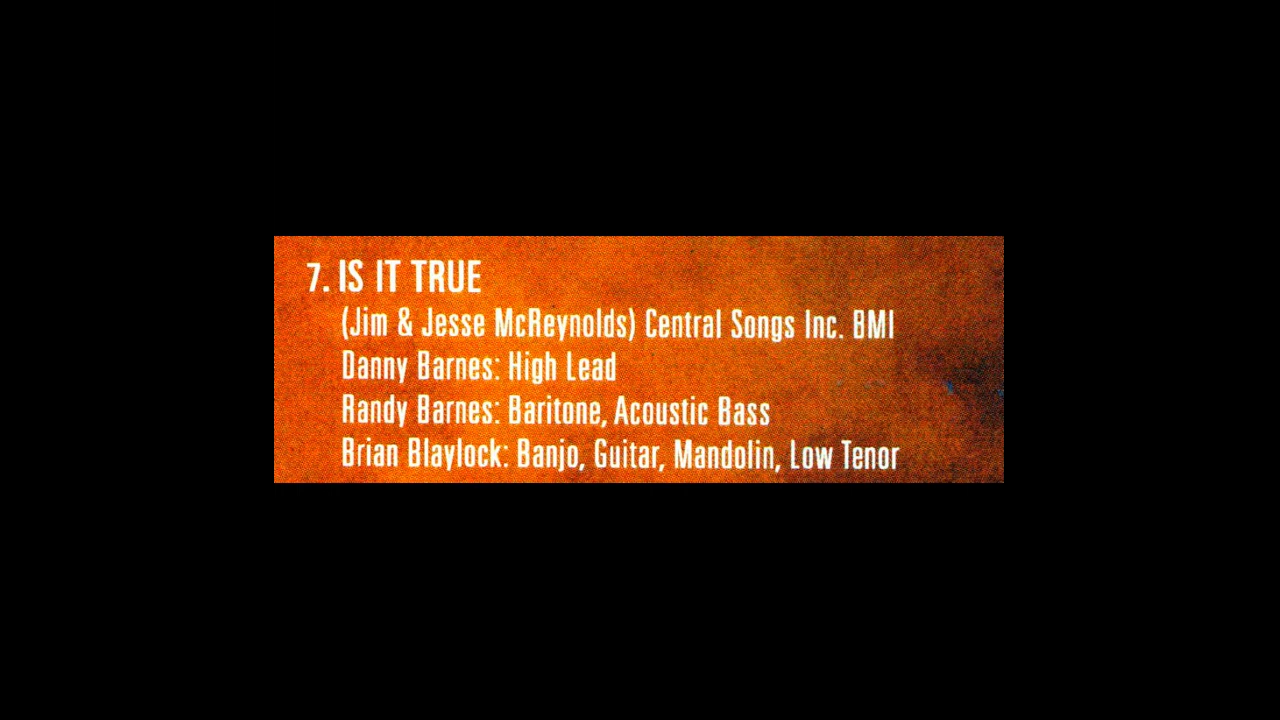 7. IS IT TRUE
(Jim & Jesse McReynolds) Central Songs Inc. BMI
Danny Barnes: High Lead
Randy Barnes: Baritone, Acoustic Bass
Brian Blaylock: Banjo, Guitar, Mandolin, Low Tenor